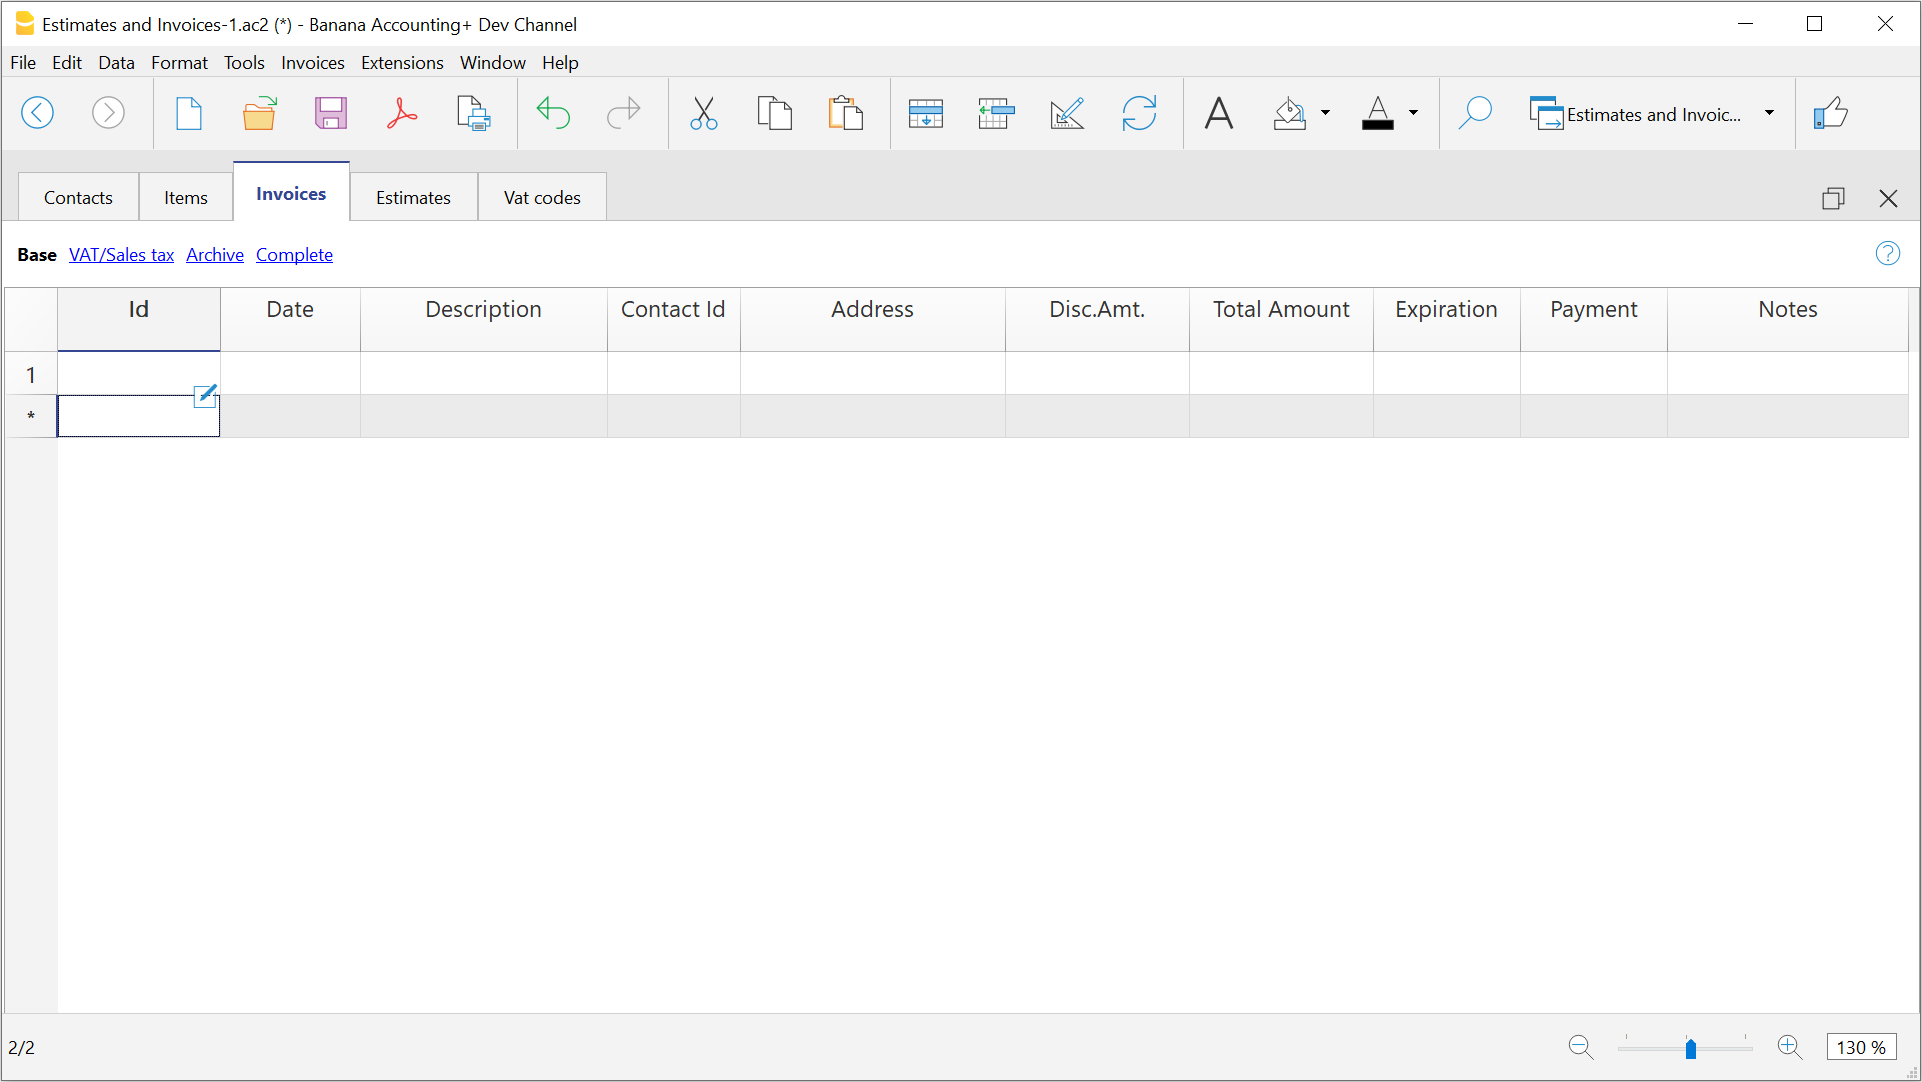 Estimates and Invoices-1.ac2 (*) - Banana Accounting+ Dev Channel
File Edit Data Format Tools Invoices Extensions Window Help
A A Estimates and Invoic...
Contacts Items Invoices Estimates Vat codes
Base VAT/Sales tax Archive Complete ?
Id Date Description Contact Id Address Disc.Amt. Total Amount Expiration Payment Notes
1
*
2/2 130 %